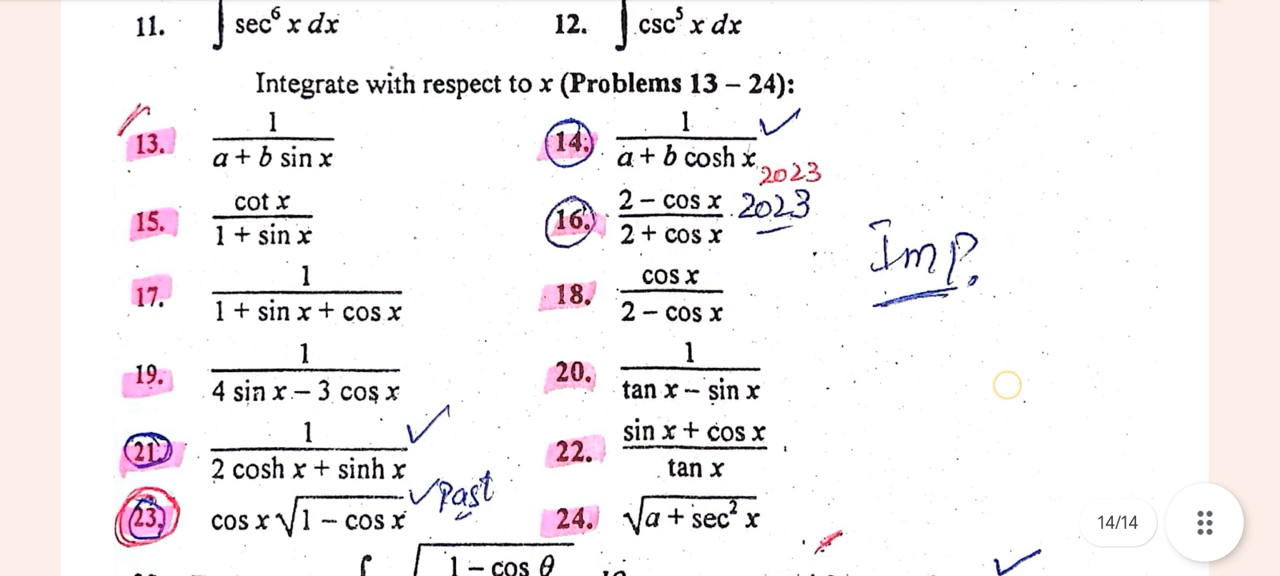 11. ∫ sec⁶ x dx 12. ∫ csc⁵ x dx
Integrate with respect to x (Problems 13 – 24):
13. 1 / (a + b sin x) 14. 1 / (a + b cosh x) 2023
15. cot x / (1 + sin x) 16. (2 – cos x) / (2 + cos x) 2023
Imp.
17. 1 / (1 + sin x + cos x) 18. cos x / (2 – cos x)
19. 1 / (4 sin x – 3 cos x) 20. 1 / (tan x – sin x)
21. 1 / (2 cosh x + sinh x) 22. (sin x + cos x) / tan x
Past
23. cos x √(1 – cos x) 24. √(a + sec² x)
∫ √(1 – cos θ
14/14